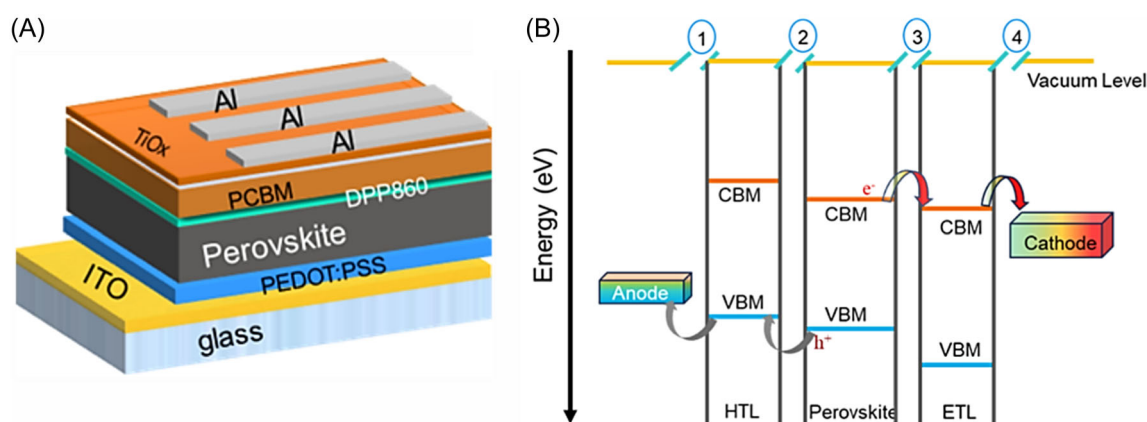 (A)
Al
Al
Al
TiOx
PCBM
DPP860
Perovskite
PEDOT:PSS
ITO
glass
(B)
1
2
3
4
Vacuum Level
Energy (eV)
CBM
e-
CBM
CBM
Cathode
Anode
VBM
VBM
h+
VBM
HTL
Perovskite
ETL